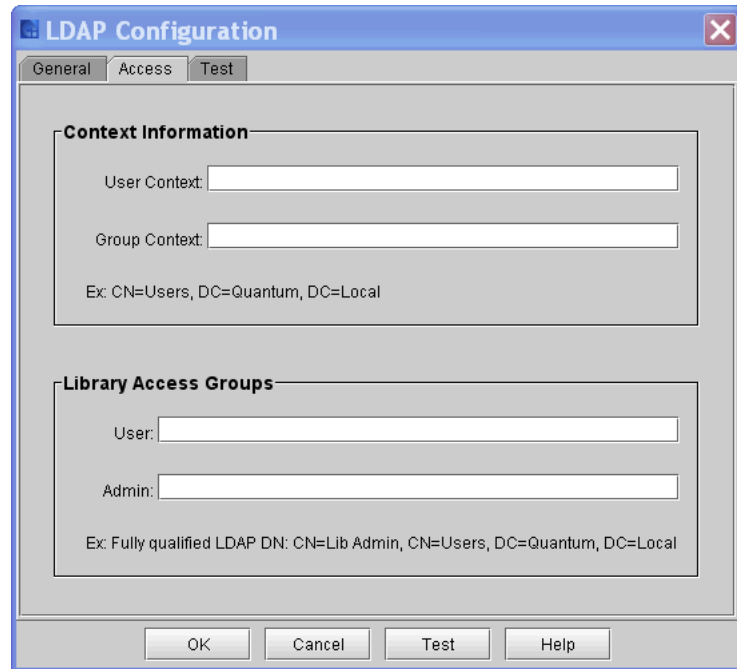 LDAP Configuration
General Access Test
Context Information
User Context:
Group Context:
Ex: CN=Users, DC=Quantum, DC=Local
Library Access Groups
User:
Admin:
Ex: Fully qualified LDAP DN: CN=Lib Admin, CN=Users, DC=Quantum, DC=Local
OK Cancel Test Help